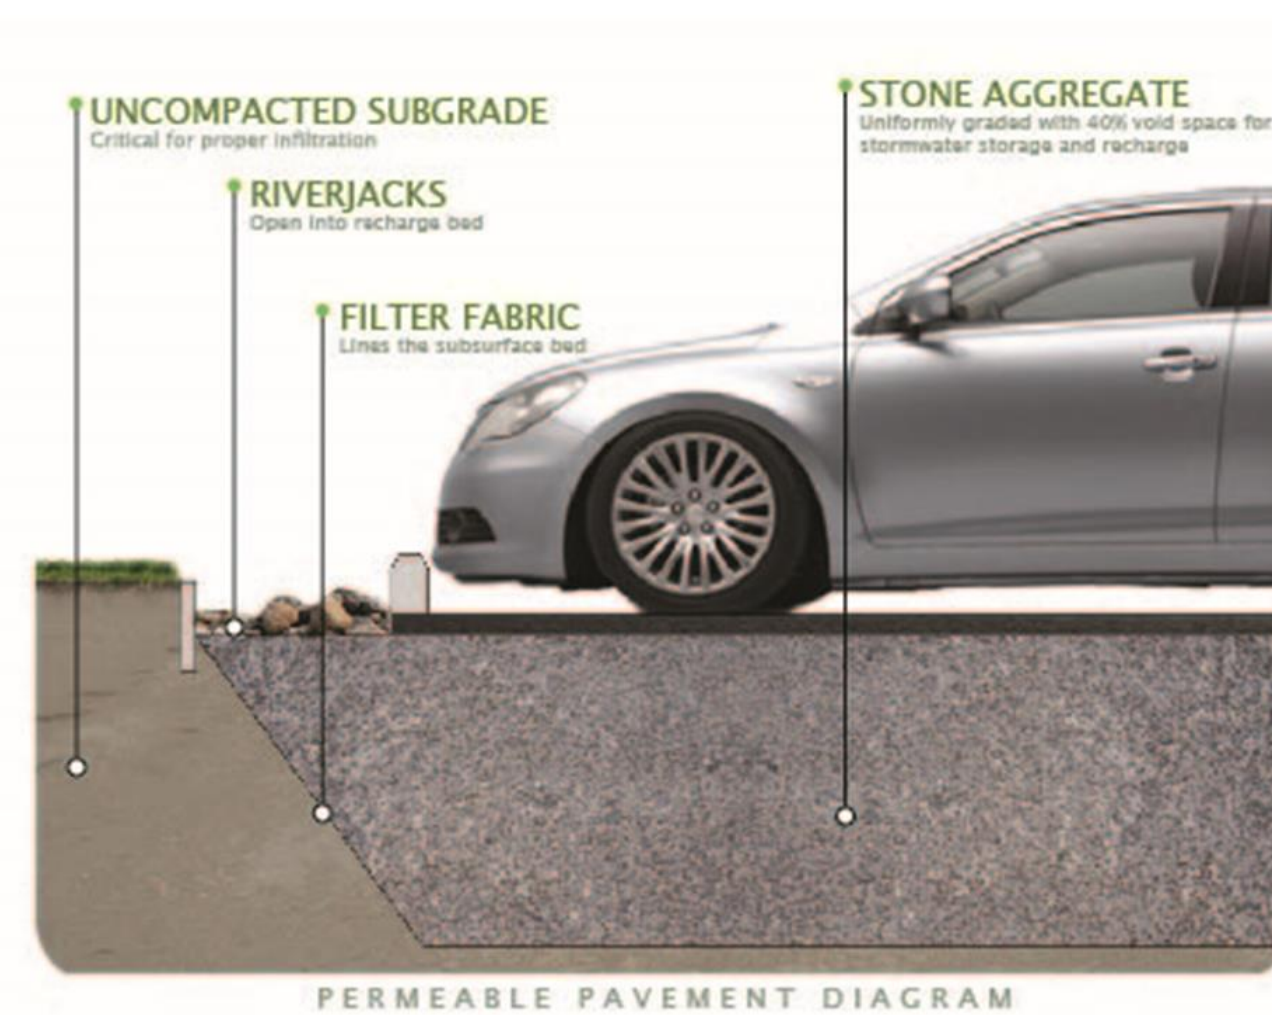 UNCOMPACTED SUBGRADE
Critical for proper infiltration
RIVERJACKS
Open into recharge bed
FILTER FABRIC
Lines the subsurface bed
STONE AGGREGATE
Uniformly graded with 40% void space for
stormwater storage and recharge
PERMEABLE PAVEMENT DIAGRAM